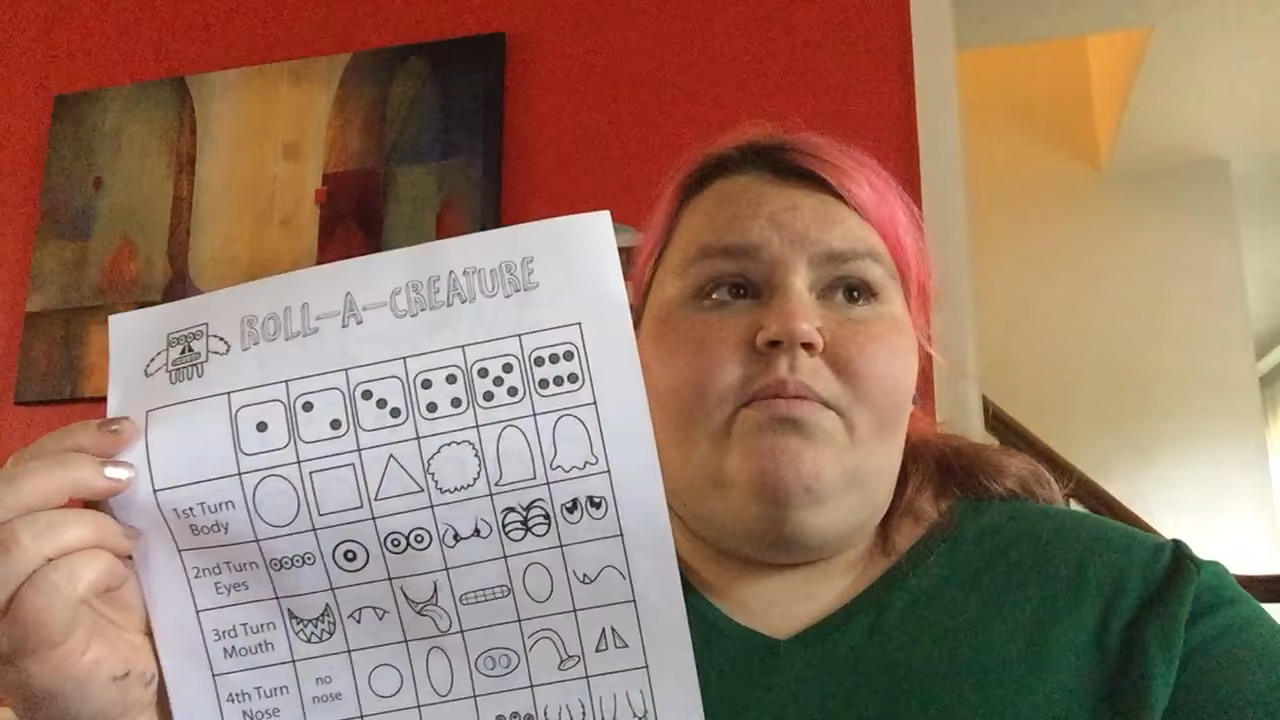 ROLL-A-CREATURE
1st Turn
Body
2nd Turn
Eyes
3rd Turn
Mouth
4th Turn
Nose
no
nose